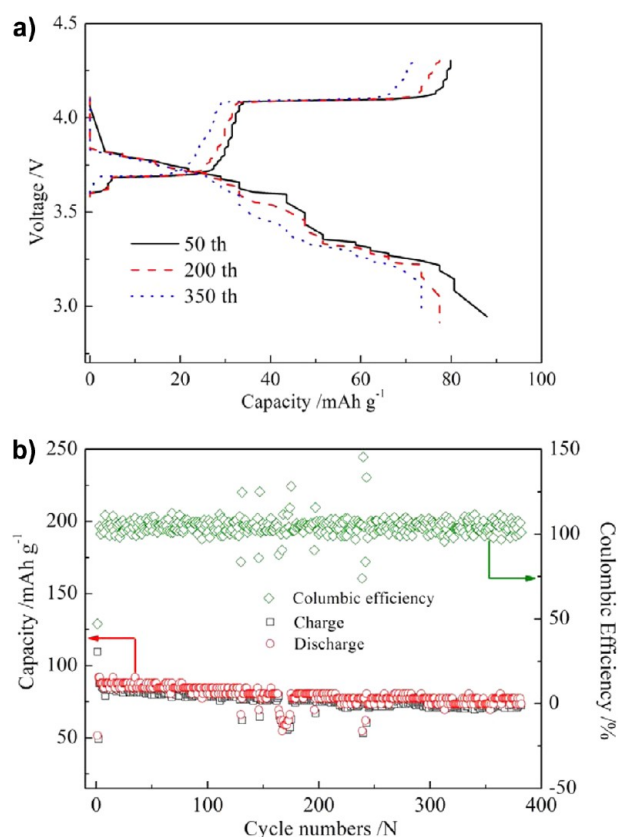 a)
4.5
4.0
3.5
3.0
Voltage /V
50 th
200 th
350 th
0 20 40 60 80 100
Capacity /mAh g⁻¹
b)
250
200
150
100
50
Capacity /mAh g⁻¹
150
100
50
0
-50
Coulombic Efficiency /%
Columbic efficiency
Charge
Discharge
0 100 200 300 400
Cycle numbers /N